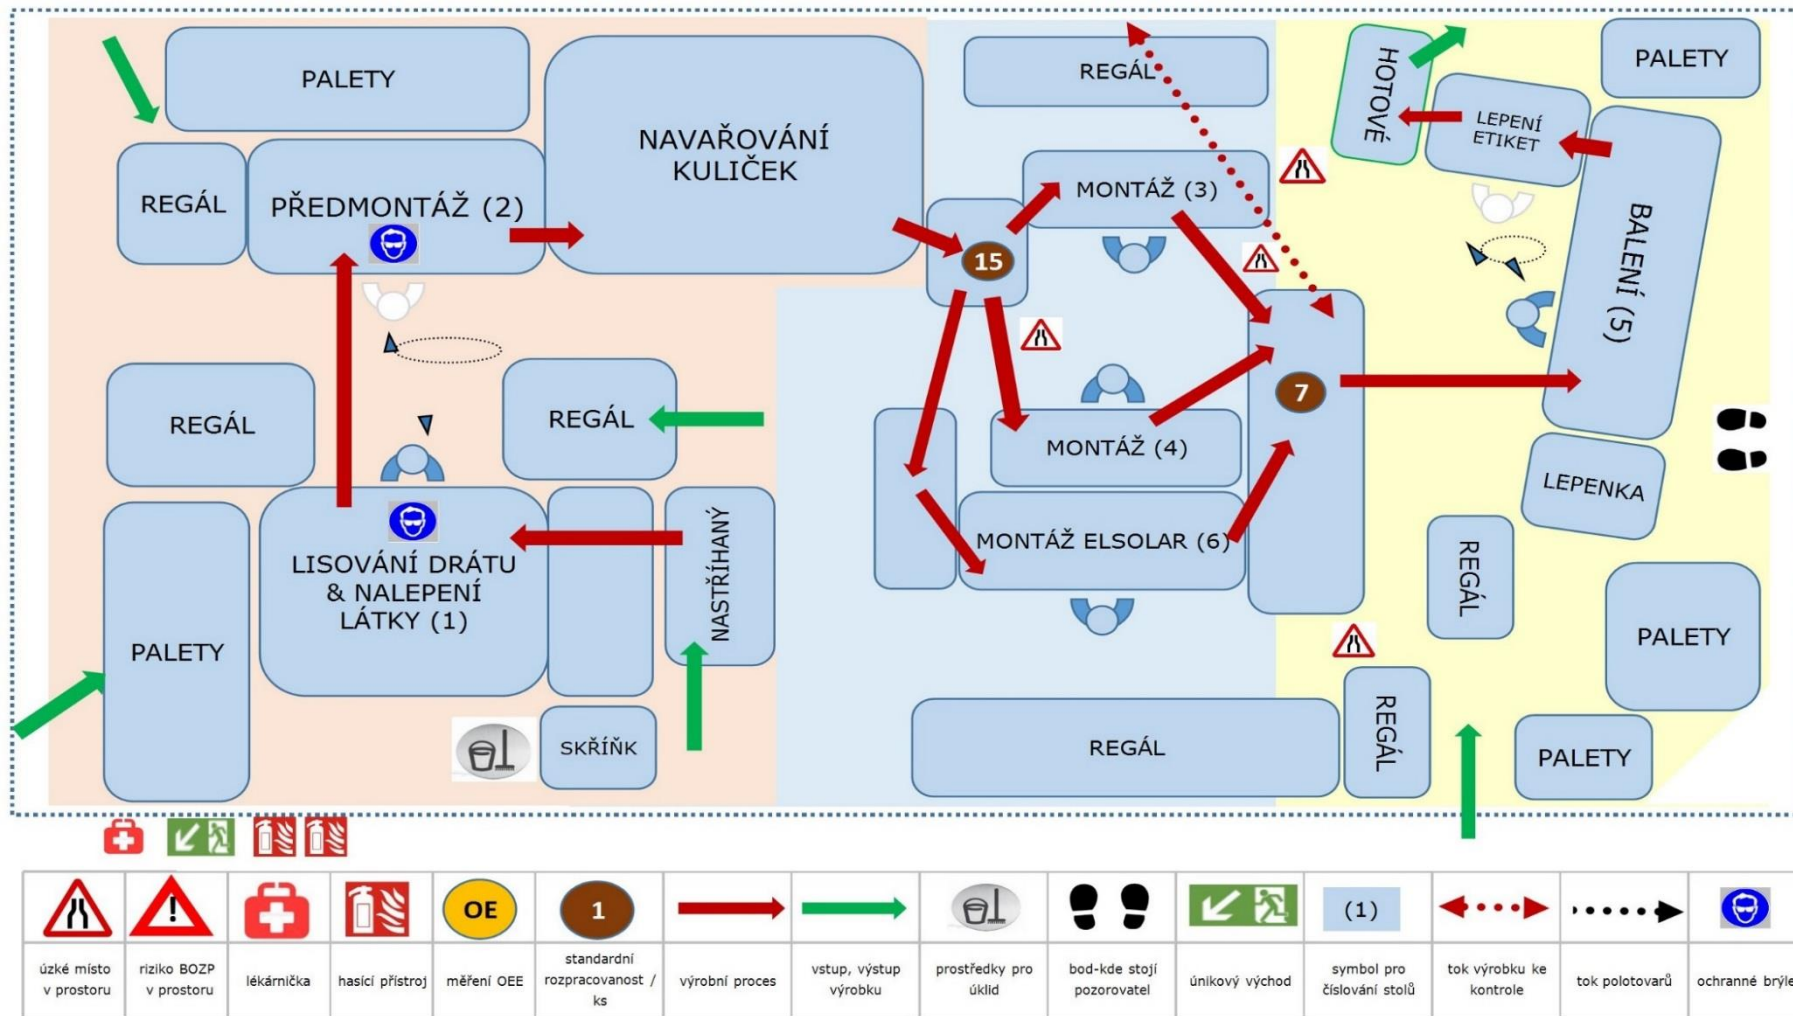 PALETY
NAVAŘOVÁNÍ
KULIČEK
REGÁL
HOTOVÉ
PALETY
LEPENÍ
ETIKET
REGÁL
PŘEDMONTÁŽ (2)
MONTÁŽ (3)
15
BALENÍ (5)
REGÁL
REGÁL
7
MONTÁŽ (4)
LEPENKA
LISOVÁNÍ DRÁTU
& NALEPENÍ
LÁTKY (1)
NASTŘÍHANÝ
MONTÁŽ ELSOLAR (6)
REGÁL
PALETY
PALETY
SKŘÍŇK
REGÁL
REGÁL
PALETY
OE
1
(1)
úzké místo
v prostoru
riziko BOZP
v prostoru
lékárnička
hasící přístroj
měření OEE
standardní
rozpracovanost /
ks
výrobní proces
vstup, výstup
výrobku
prostředky pro
úklid
bod-kde stojí
pozorovatel
únikový východ
symbol pro
číslování stolů
tok výrobku ke
kontrole
tok polotovarů
ochranné brýle